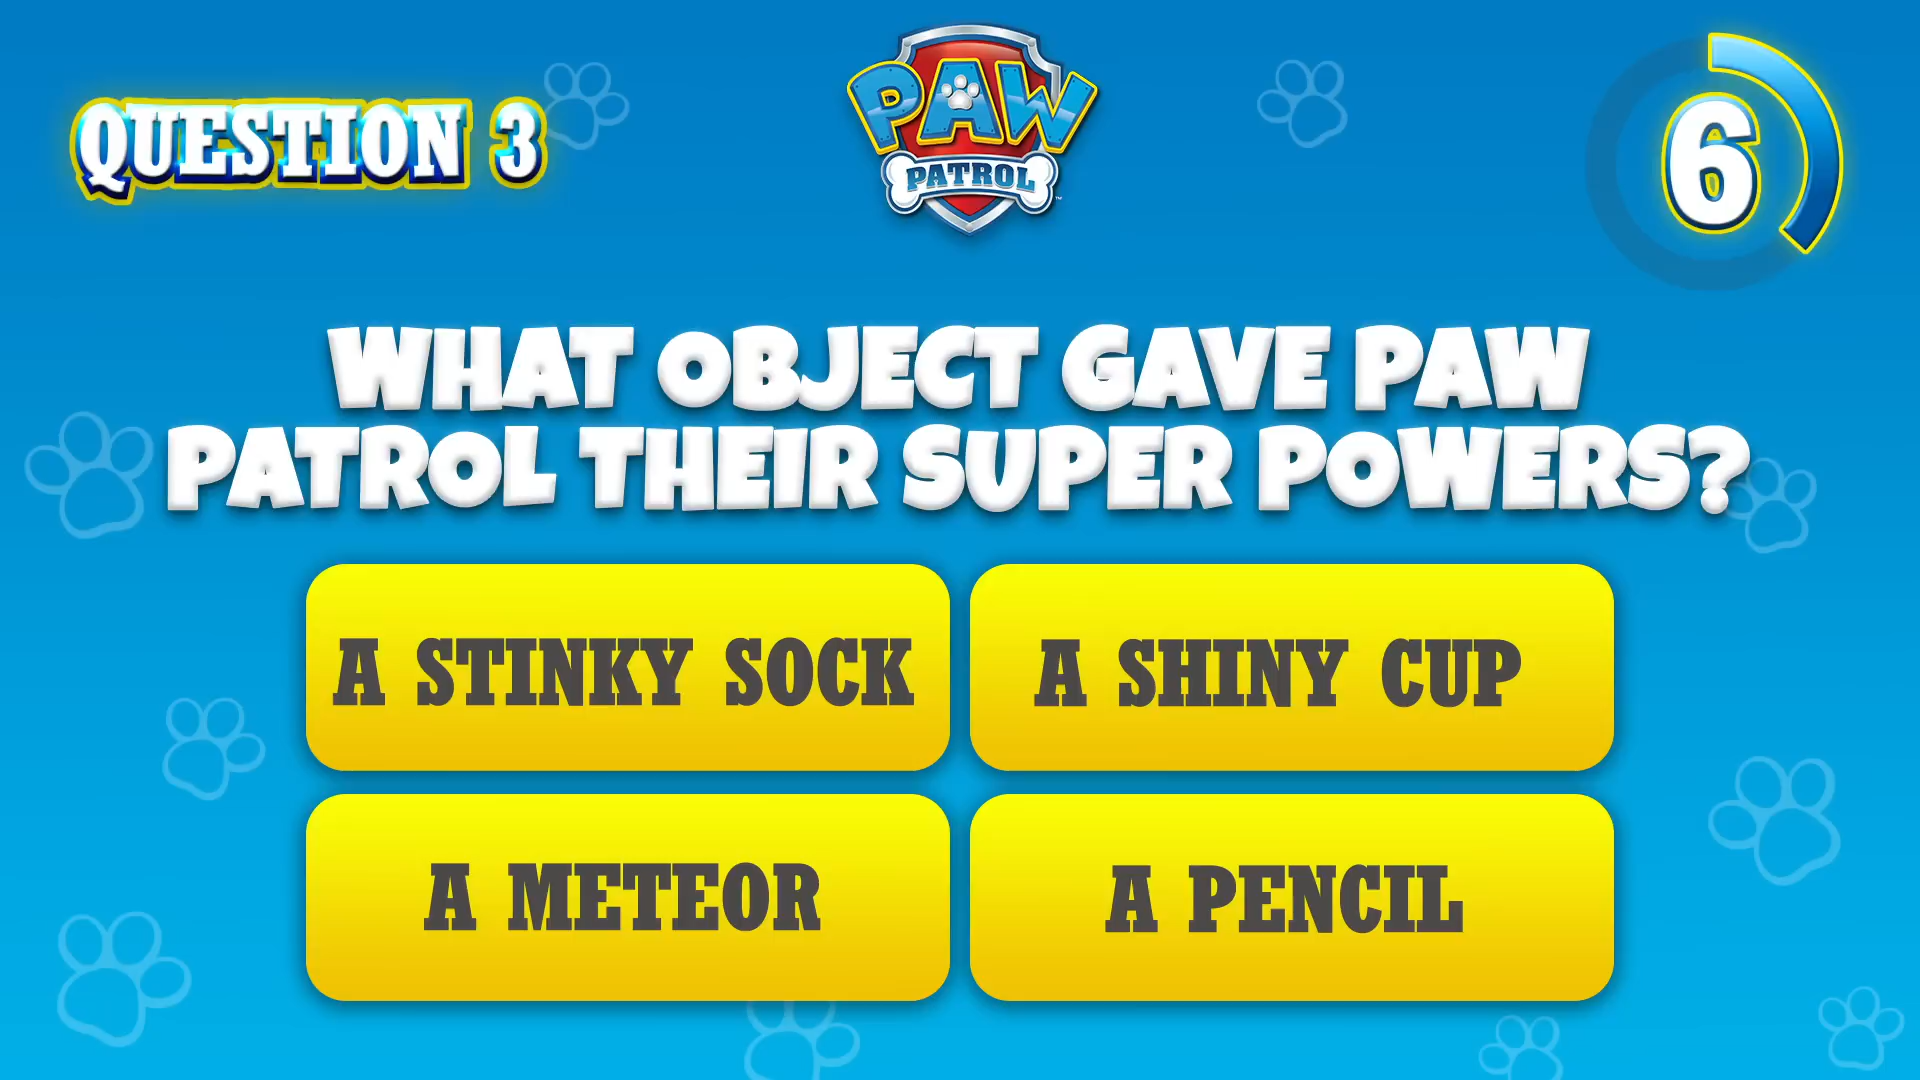 QUESTION 3
PAW
PATROL
™
6
WHAT OBJECT GAVE PAW
PATROL THEIR SUPER POWERS?
A STINKY SOCK
A SHINY CUP
A METEOR
A PENCIL